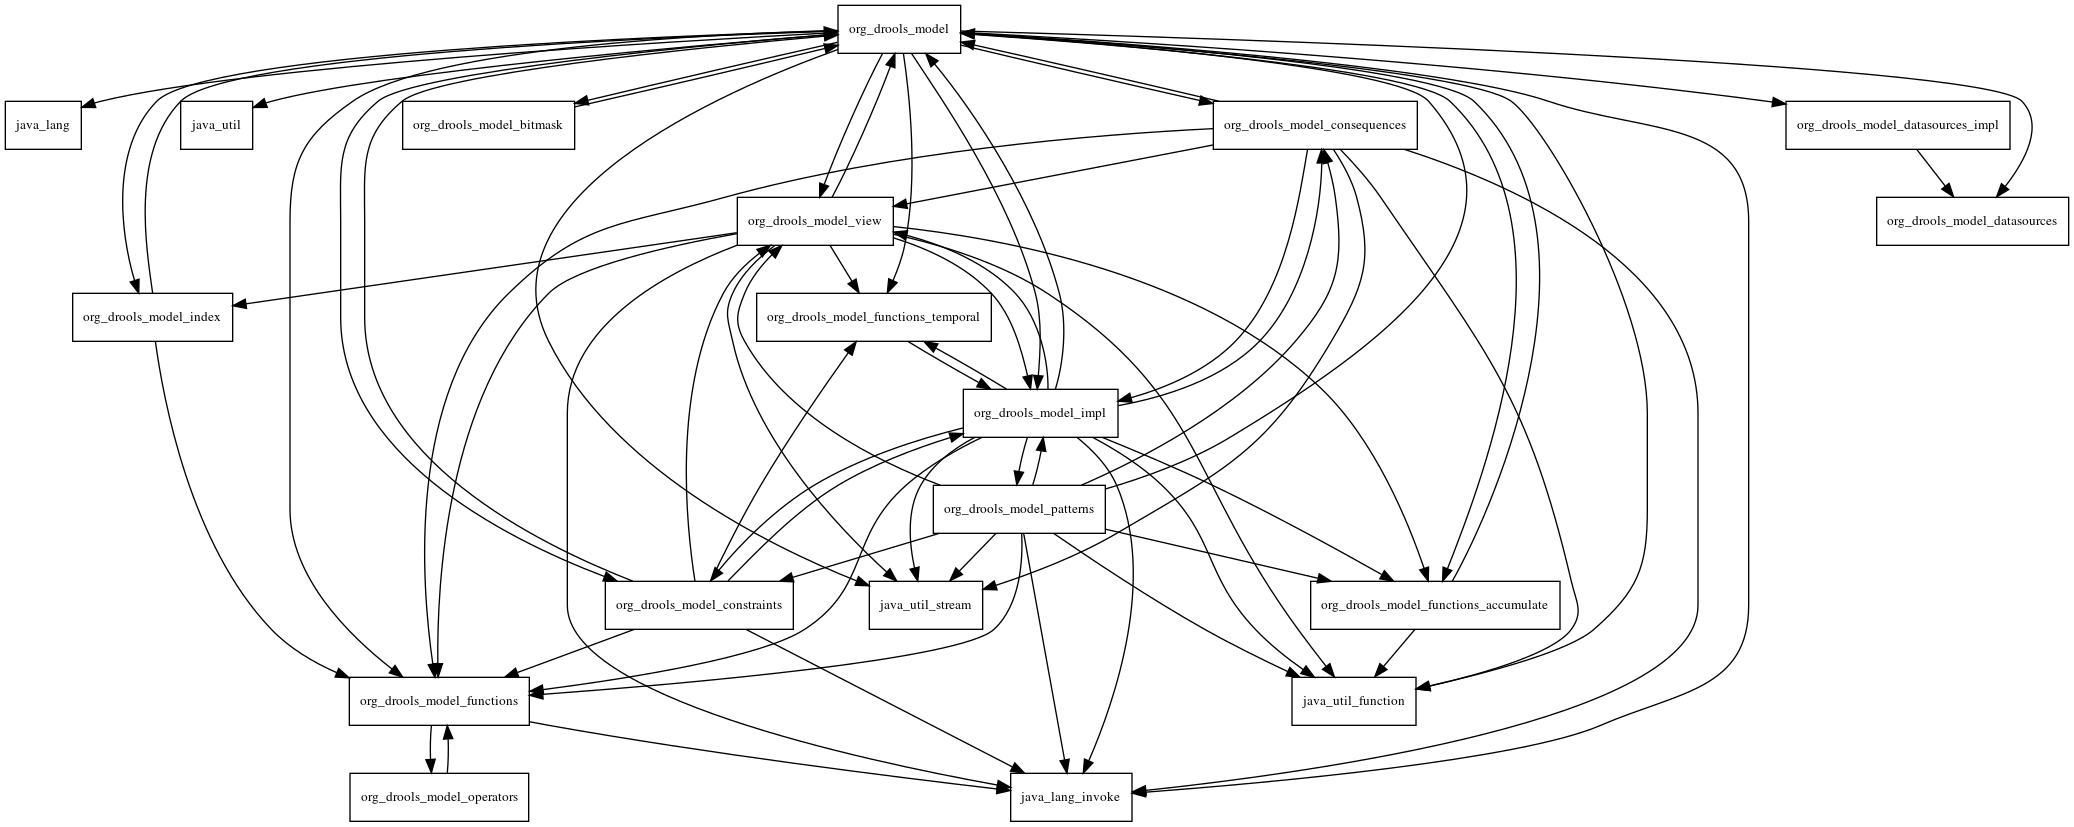 org_drools_model
java_lang
java_util
org_drools_model_bitmask
org_drools_model_consequences
org_drools_model_datasources_impl
org_drools_model_view
org_drools_model_datasources
org_drools_model_index
org_drools_model_functions_temporal
org_drools_model_impl
org_drools_model_patterns
org_drools_model_constraints
java_util_stream
org_drools_model_functions_accumulate
org_drools_model_functions
java_util_function
org_drools_model_operators
java_lang_invoke